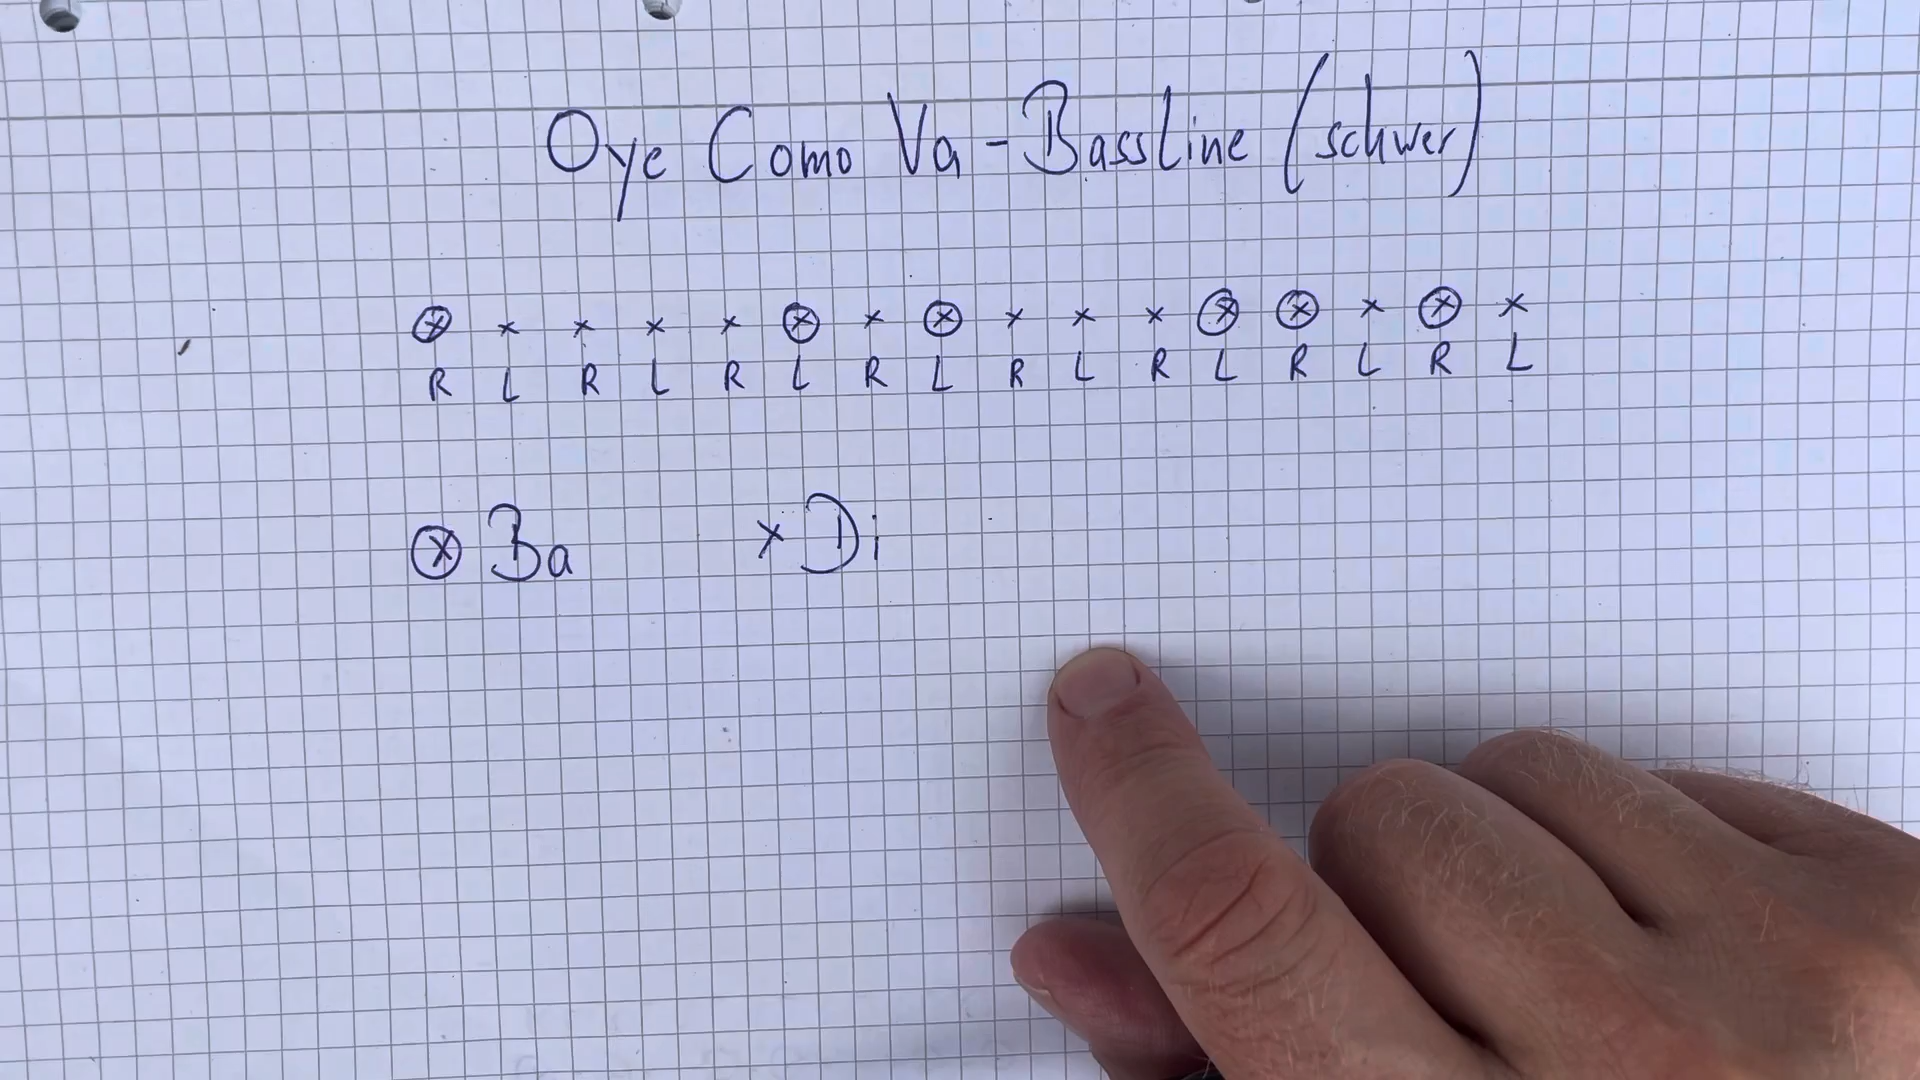 Oye Como Va - Bassline (schwer)
ⓧ x x x x ⓧ x ⓧ x x x ⓧ ⓧ x ⓧ x
R L R L R L R L R L R L R L R L
ⓧ Ba x Di